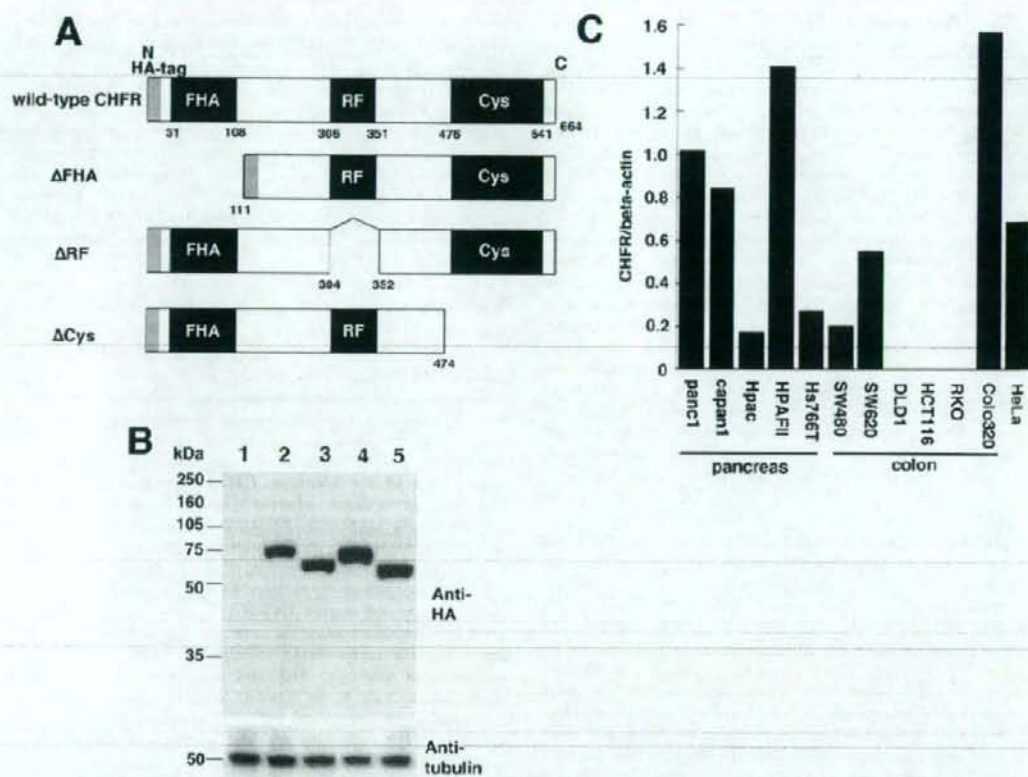 A
N
HA-tag
C
wild-type CHFR
FHA
RF
Cys
31
108
305
351
476
541
664
ΔFHA
RF
Cys
111
ΔRF
FHA
Cys
304
352
ΔCys
FHA
RF
474
B
kDa
1 2 3 4 5
250
160
105
75
50
35
Anti-
HA
50
Anti-
tubulin
C
CHFR/beta-actin
1.6
1.4
1.2
1.0
0.8
0.6
0.4
0.2
0
panc1
capan1
Hpac
HPAFII
Hs766T
SW480
SW620
DLD1
HCT116
RKO
Colo320
HeLa
pancreas
colon